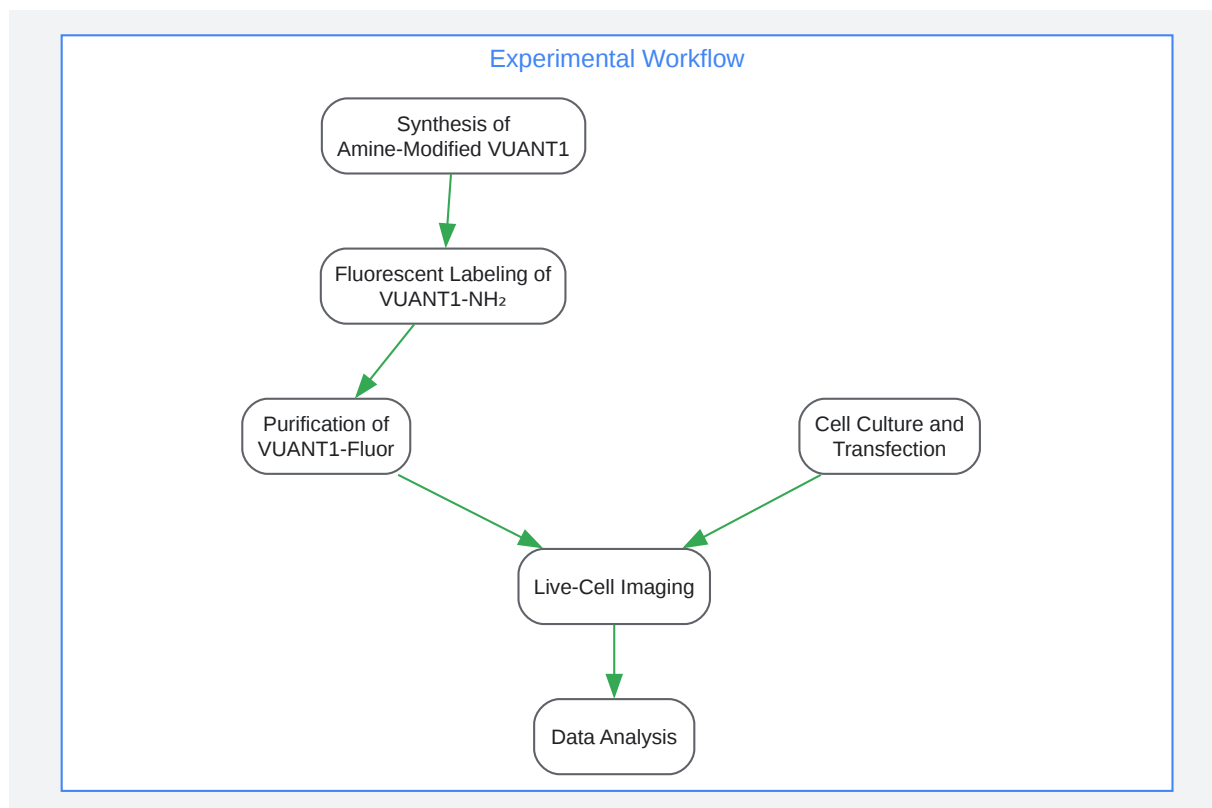 Experimental Workflow
Synthesis of
Amine-Modified VUANT1
Fluorescent Labeling of
VUANT1-NH₂
Purification of
VUANT1-Fluor
Cell Culture and
Transfection
Live-Cell Imaging
Data Analysis